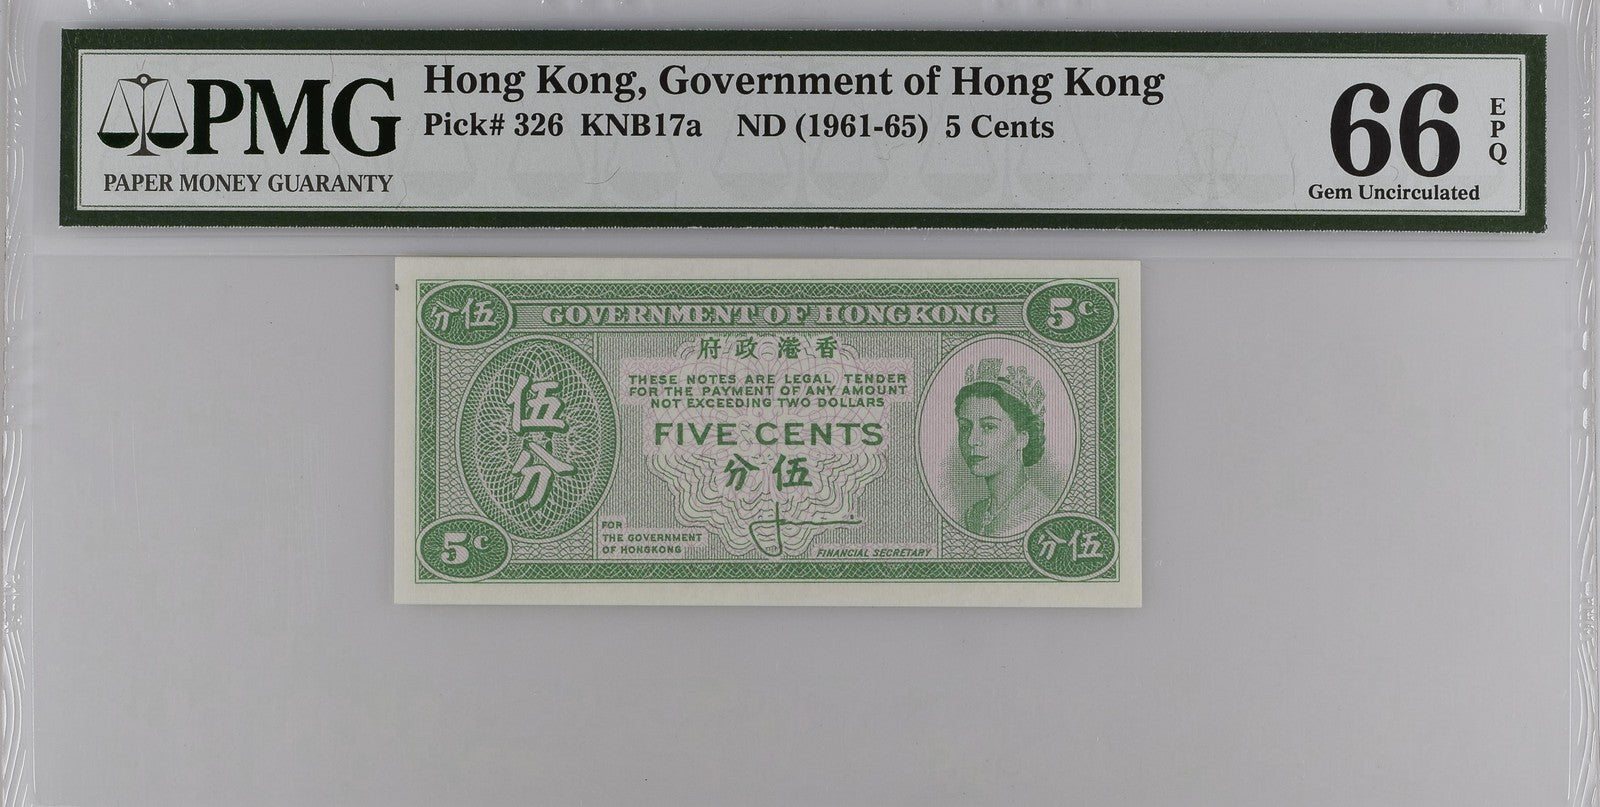 PMG
PAPER MONEY GUARANTY
Hong Kong, Government of Hong Kong
Pick# 326 KNB17a ND (1961-65) 5 Cents
66
EPQ
Gem Uncirculated
分伍
GOVERNMENT OF HONGKONG
5c
府政港香
THESE NOTES ARE LEGAL TENDER
FOR THE PAYMENT OF ANY AMOUNT
NOT EXCEEDING TWO DOLLARS
伍分
FIVE CENTS
分伍
FOR
THE GOVERNMENT
OF HONGKONG
FINANCIAL SECRETARY
5c
分伍